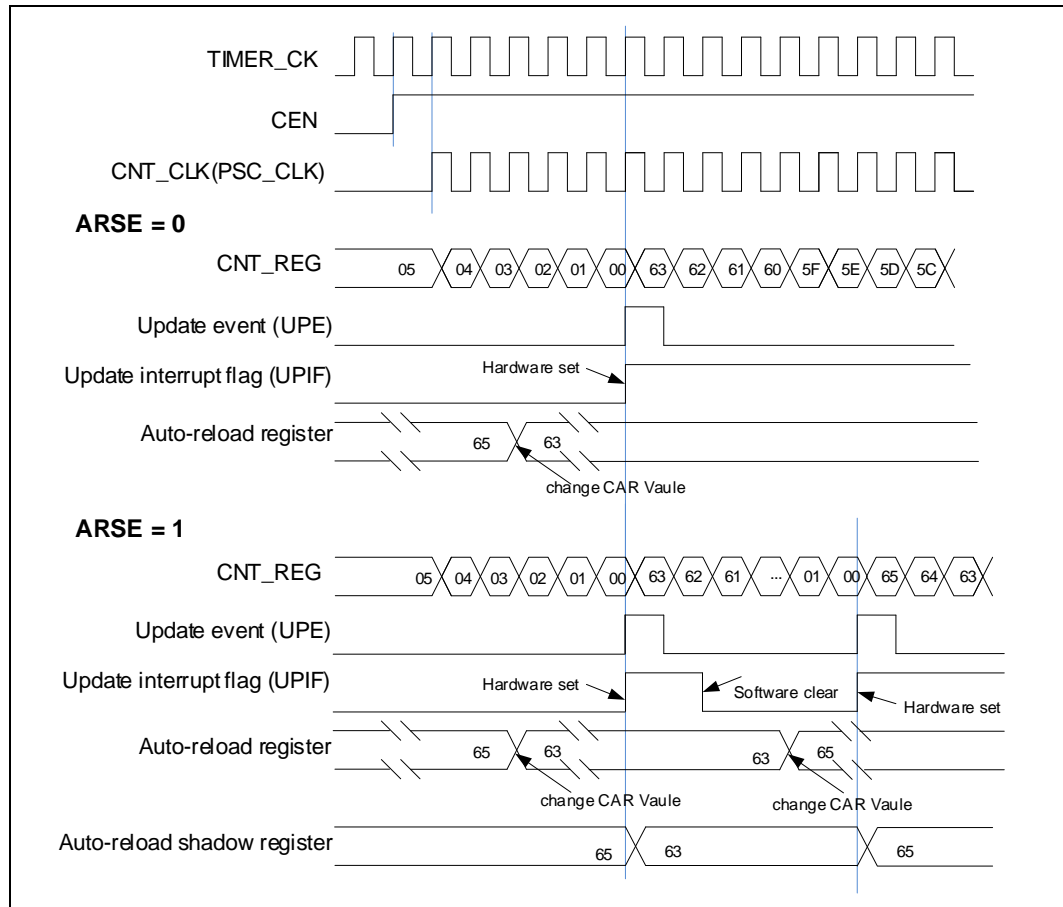 TIMER_CK
CEN
CNT_CLK(PSC_CLK)
ARSE = 0
CNT_REG
05 04 03 02 01 00 63 62 61 60 5F 5E 5D 5C
Update event (UPE)
Update interrupt flag (UPIF)
Hardware set
Auto-reload register
65 63
change CAR Vaule
ARSE = 1
CNT_REG
05 04 03 02 01 00 63 62 61 ... 01 00 65 64 63
Update event (UPE)
Update interrupt flag (UPIF)
Hardware set
Software clear
Hardware set
Auto-reload register
65 63 63 65
change CAR Vaule
change CAR Vaule
Auto-reload shadow register
65 63 65